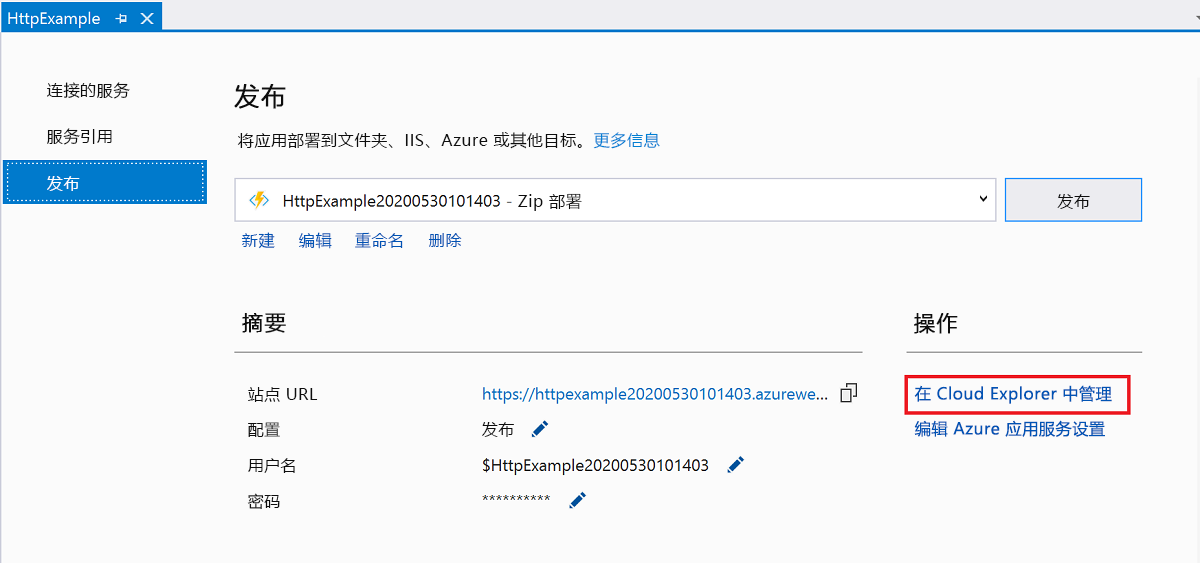 HttpExample
连接的服务
服务引用
发布
发布
将应用部署到文件夹、IIS、Azure 或其他目标。更多信息
HttpExample20200530101403 - Zip 部署
发布
新建 编辑 重命名 删除
摘要
站点 URL https://httpexample20200530101403.azurewe...
配置 发布
用户名 $HttpExample20200530101403
密码 **********
操作
在 Cloud Explorer 中管理
编辑 Azure 应用服务设置